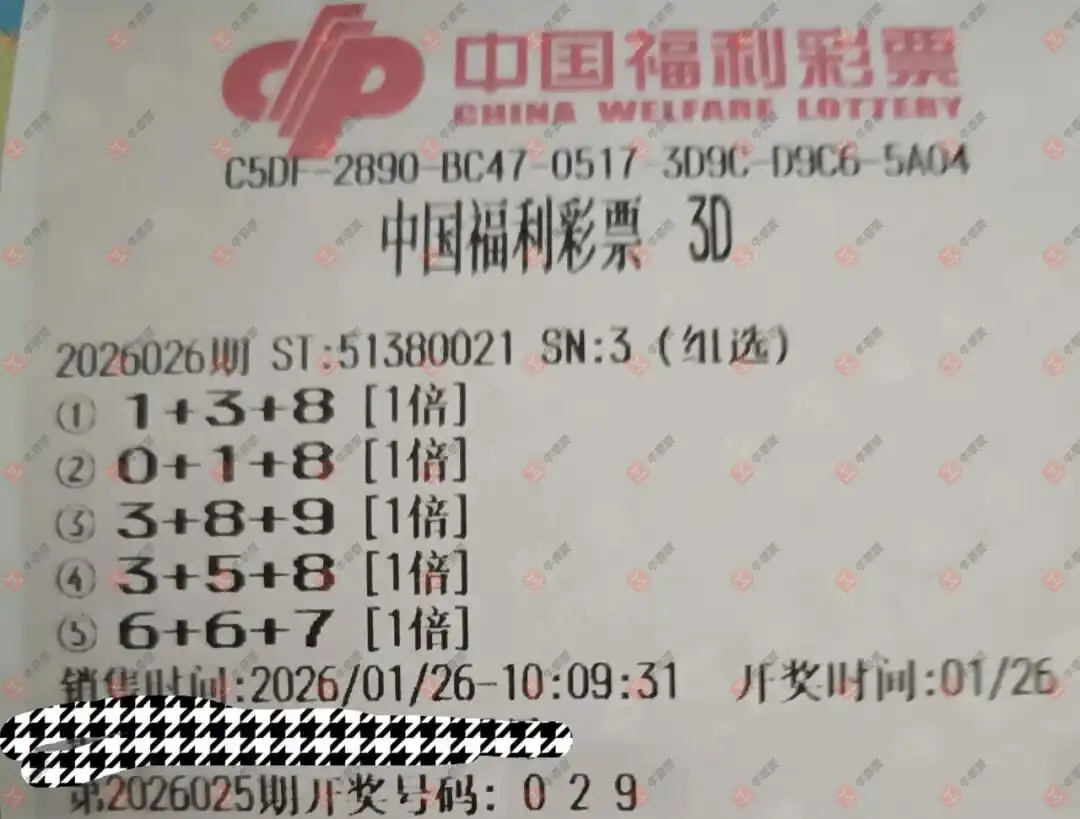 中国福利彩票
CHINA WELFARE LOTTERY
C5DF-2890-BC47-0517-3D9C-D9C6-5A04
中国福利彩票 3D
2026026期 ST:51380021 SN:3 (组选)
① 1+3+8 [1倍]
② 0+1+8 [1倍]
③ 3+8+9 [1倍]
④ 3+5+8 [1倍]
⑤ 6+6+7 [1倍]
销售时间:2026/01/26-10:09:31 开奖时间:01/26
第2026025期开奖号码: 0 2 9